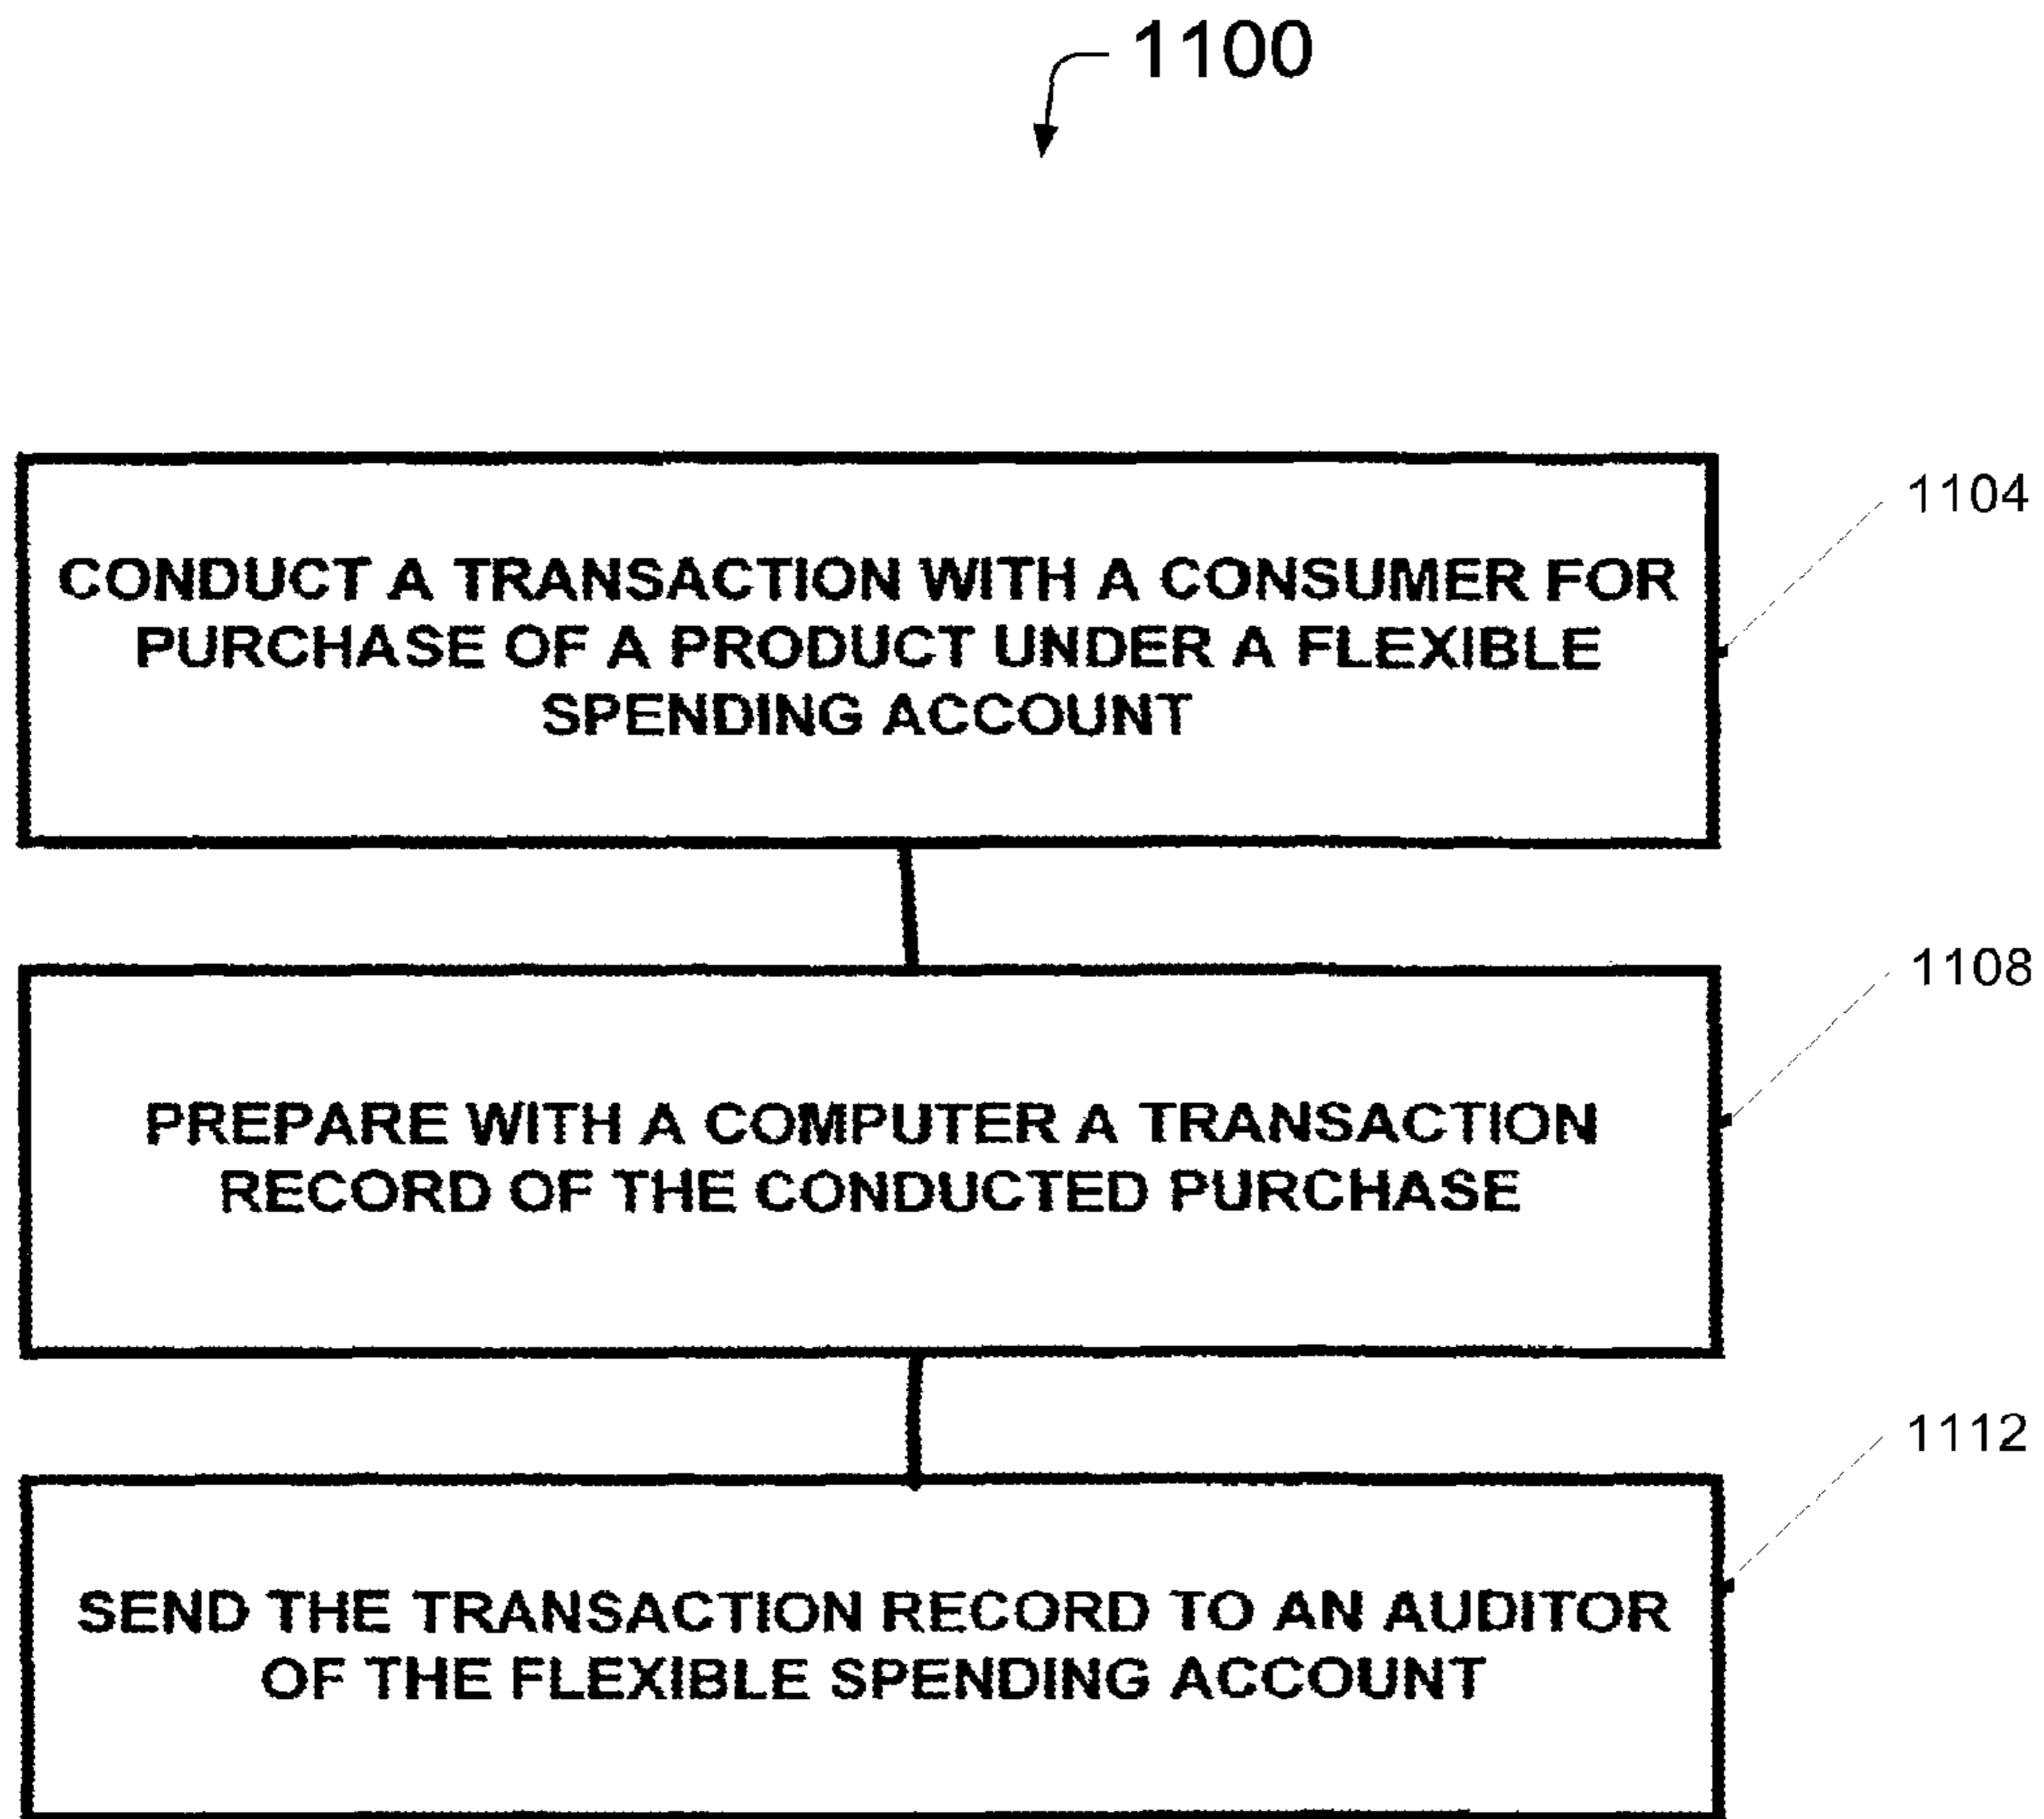 1100
1104
CONDUCT A TRANSACTION WITH A CONSUMER FOR
PURCHASE OF A PRODUCT UNDER A FLEXIBLE
SPENDING ACCOUNT
1108
PREPARE WITH A COMPUTER A TRANSACTION
RECORD OF THE CONDUCTED PURCHASE
1112
SEND THE TRANSACTION RECORD TO AN AUDITOR
OF THE FLEXIBLE SPENDING ACCOUNT